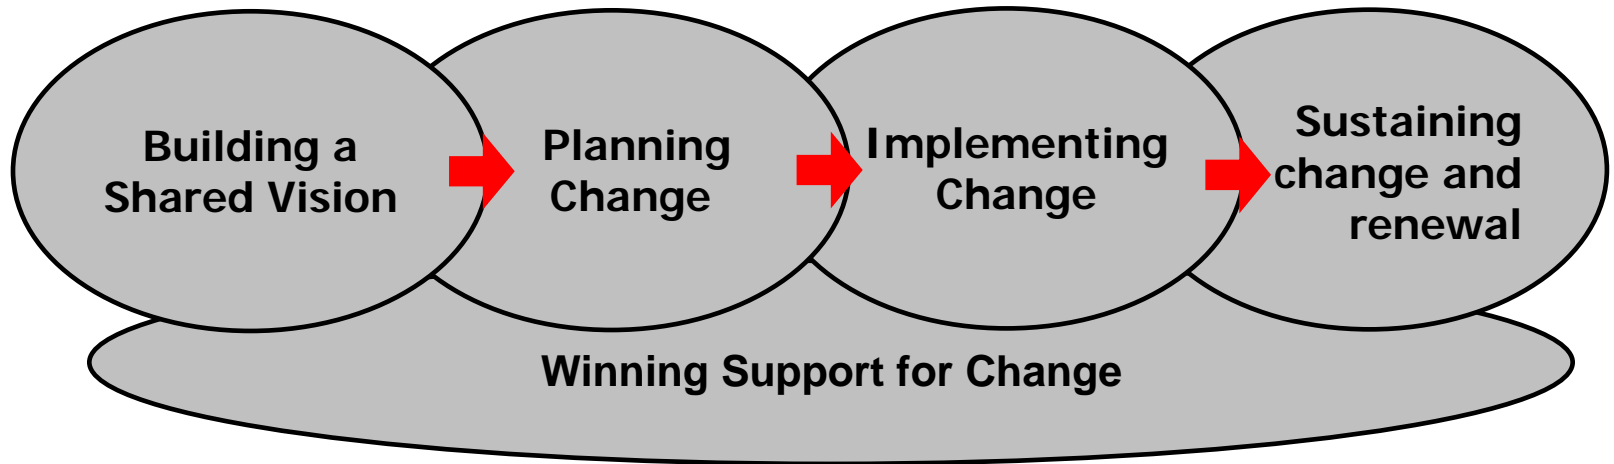 Building a
Shared Vision
Planning
Change
Implementing
Change
Sustaining
change and
renewal
Winning Support for Change